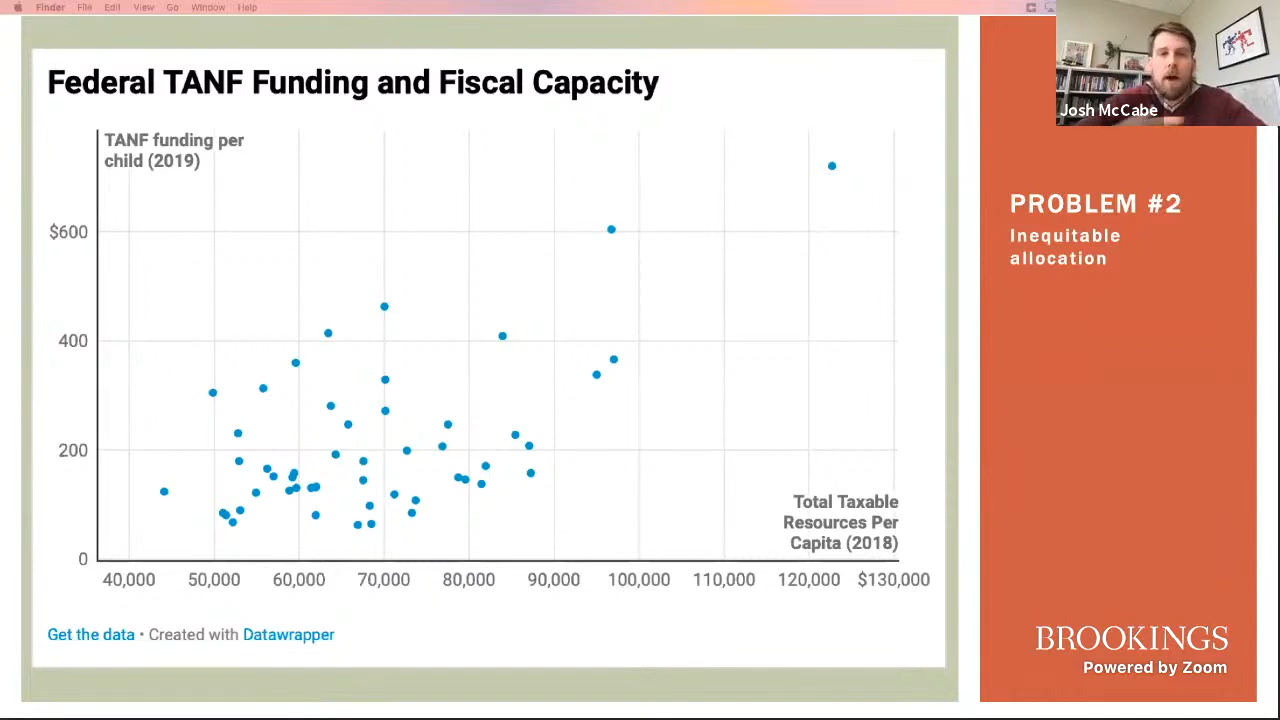 Finder File Edit View Go Window Help
Federal TANF Funding and Fiscal Capacity
TANF funding per
child (2019)
$600
400
200
0
Total Taxable
Resources Per
Capita (2018)
40,000 50,000 60,000 70,000 80,000 90,000 100,000 110,000 120,000 $130,000
Get the data • Created with Datawrapper
Josh McCabe
PROBLEM #2
Inequitable
allocation
BROOKINGS
Powered by Zoom